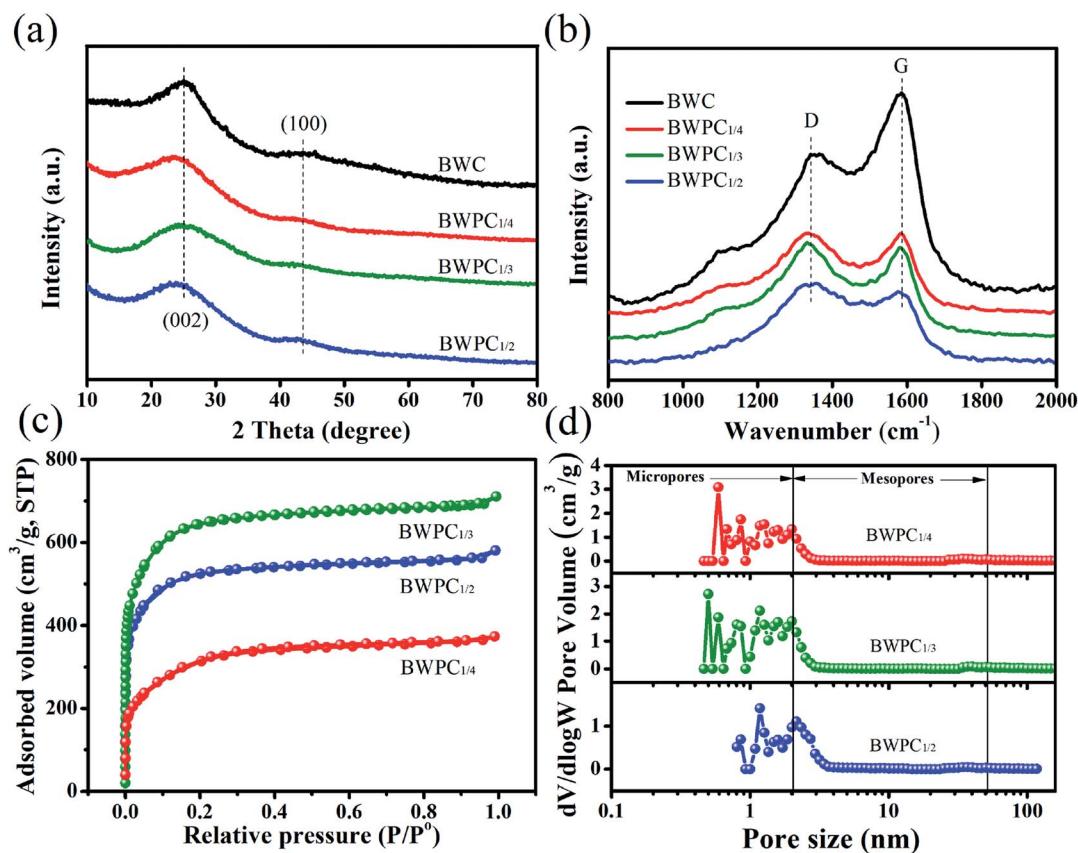 (a)
Intensity (a.u.)
(100)
BWC
BWPC1/4
BWPC1/3
(002)
BWPC1/2
10 20 30 40 50 60 70 80
2 Theta (degree)
(b)
Intensity (a.u.)
BWC
BWPC1/4
BWPC1/3
BWPC1/2
D
G
800 1000 1200 1400 1600 1800 2000
Wavenumber (cm-1)
(c)
Adsorbed volume (cm3/g, STP)
800
600
400
200
0
BWPC1/3
BWPC1/2
BWPC1/4
0.0 0.2 0.4 0.6 0.8 1.0
Relative pressure (P/Po)
(d)
dV/dlogW Pore Volume (cm3/g)
Micropores
Mesopores
4
3
2
1
0
BWPC1/4
3
2
1
0
BWPC1/3
1
0
BWPC1/2
0.1 1 10 100
Pore size (nm)